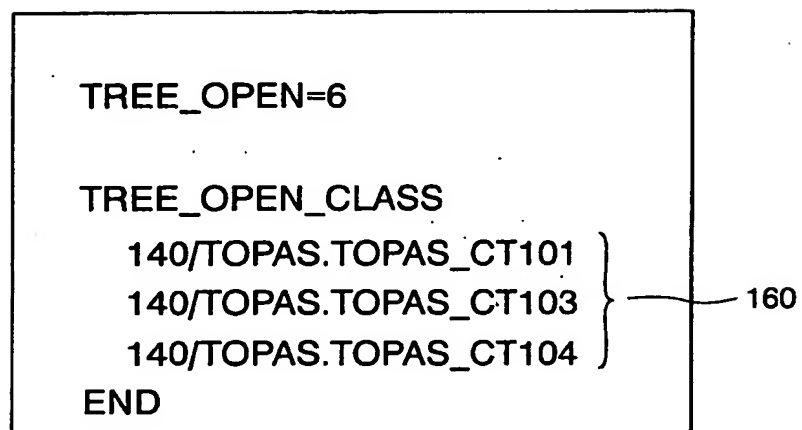 TREE_OPEN=6
TREE_OPEN_CLASS
140/TOPAS.TOPAS_CT101
140/TOPAS.TOPAS_CT103
140/TOPAS.TOPAS_CT104
160
END